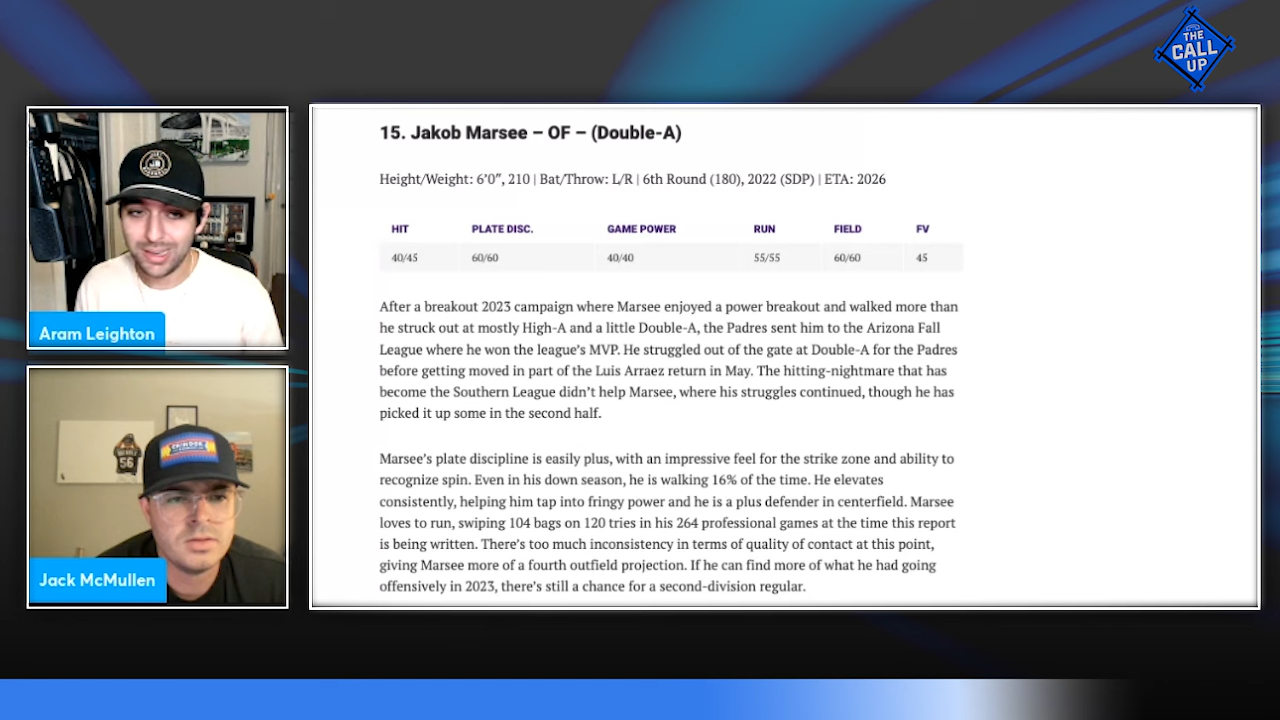 THE
CALL
UP
15. Jakob Marsee – OF – (Double-A)
Height/Weight: 6'0", 210 | Bat/Throw: L/R | 6th Round (180), 2022 (SDP) | ETA: 2026
HIT PLATE DISC. GAME POWER RUN FIELD FV
40/45 60/60 40/40 55/55 60/60 45
After a breakout 2023 campaign where Marsee enjoyed a power breakout and walked more than
he struck out at mostly High-A and a little Double-A, the Padres sent him to the Arizona Fall
League where he won the league's MVP. He struggled out of the gate at Double-A for the Padres
before getting moved in part of the Luis Arraez return in May. The hitting-nightmare that has
become the Southern League didn't help Marsee, where his struggles continued, though he has
picked it up some in the second half.
Marsee's plate discipline is easily plus, with an impressive feel for the strike zone and ability to
recognize spin. Even in his down season, he is walking 16% of the time. He elevates
consistently, helping him tap into fringy power and he is a plus defender in centerfield. Marsee
loves to run, swiping 104 bags on 120 tries in his 264 professional games at the time this report
is being written. There's too much inconsistency in terms of quality of contact at this point,
giving Marsee more of a fourth outfield projection. If he can find more of what he had going
offensively in 2023, there's still a chance for a second-division regular.
Aram Leighton
56
Jack McMullen